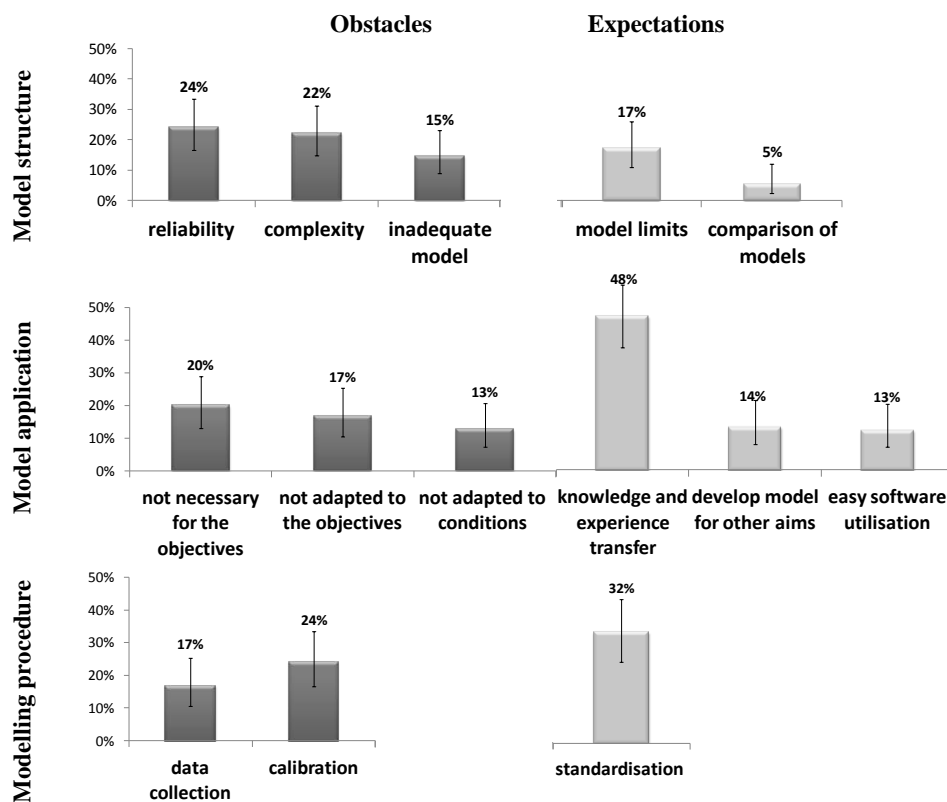 Obstacles Expectations
Model structure
50%
40%
30%
20%
10%
0%
24%
22%
15%
17%
5%
reliability complexity inadequate model
model limits comparison of models
Model application
50%
40%
30%
20%
10%
0%
20%
17%
13%
48%
14%
13%
not necessary for the objectives
not adapted to the objectives
not adapted to conditions
knowledge and experience transfer
develop model for other aims
easy software utilisation
Modelling procedure
50%
40%
30%
20%
10%
0%
17%
24%
32%
data collection
calibration
standardisation